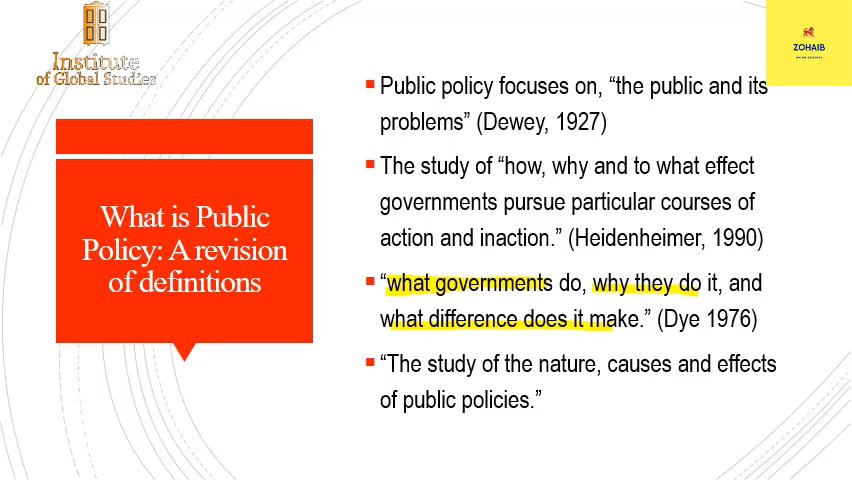 Institute
of Global Studies
ZOHAIB
What is Public
Policy: A revision
of definitions
Public policy focuses on, “the public and its
problems” (Dewey, 1927)
The study of “how, why and to what effect
governments pursue particular courses of
action and inaction.” (Heidenheimer, 1990)
“what governments do, why they do it, and
what difference does it make.” (Dye 1976)
“The study of the nature, causes and effects
of public policies.”